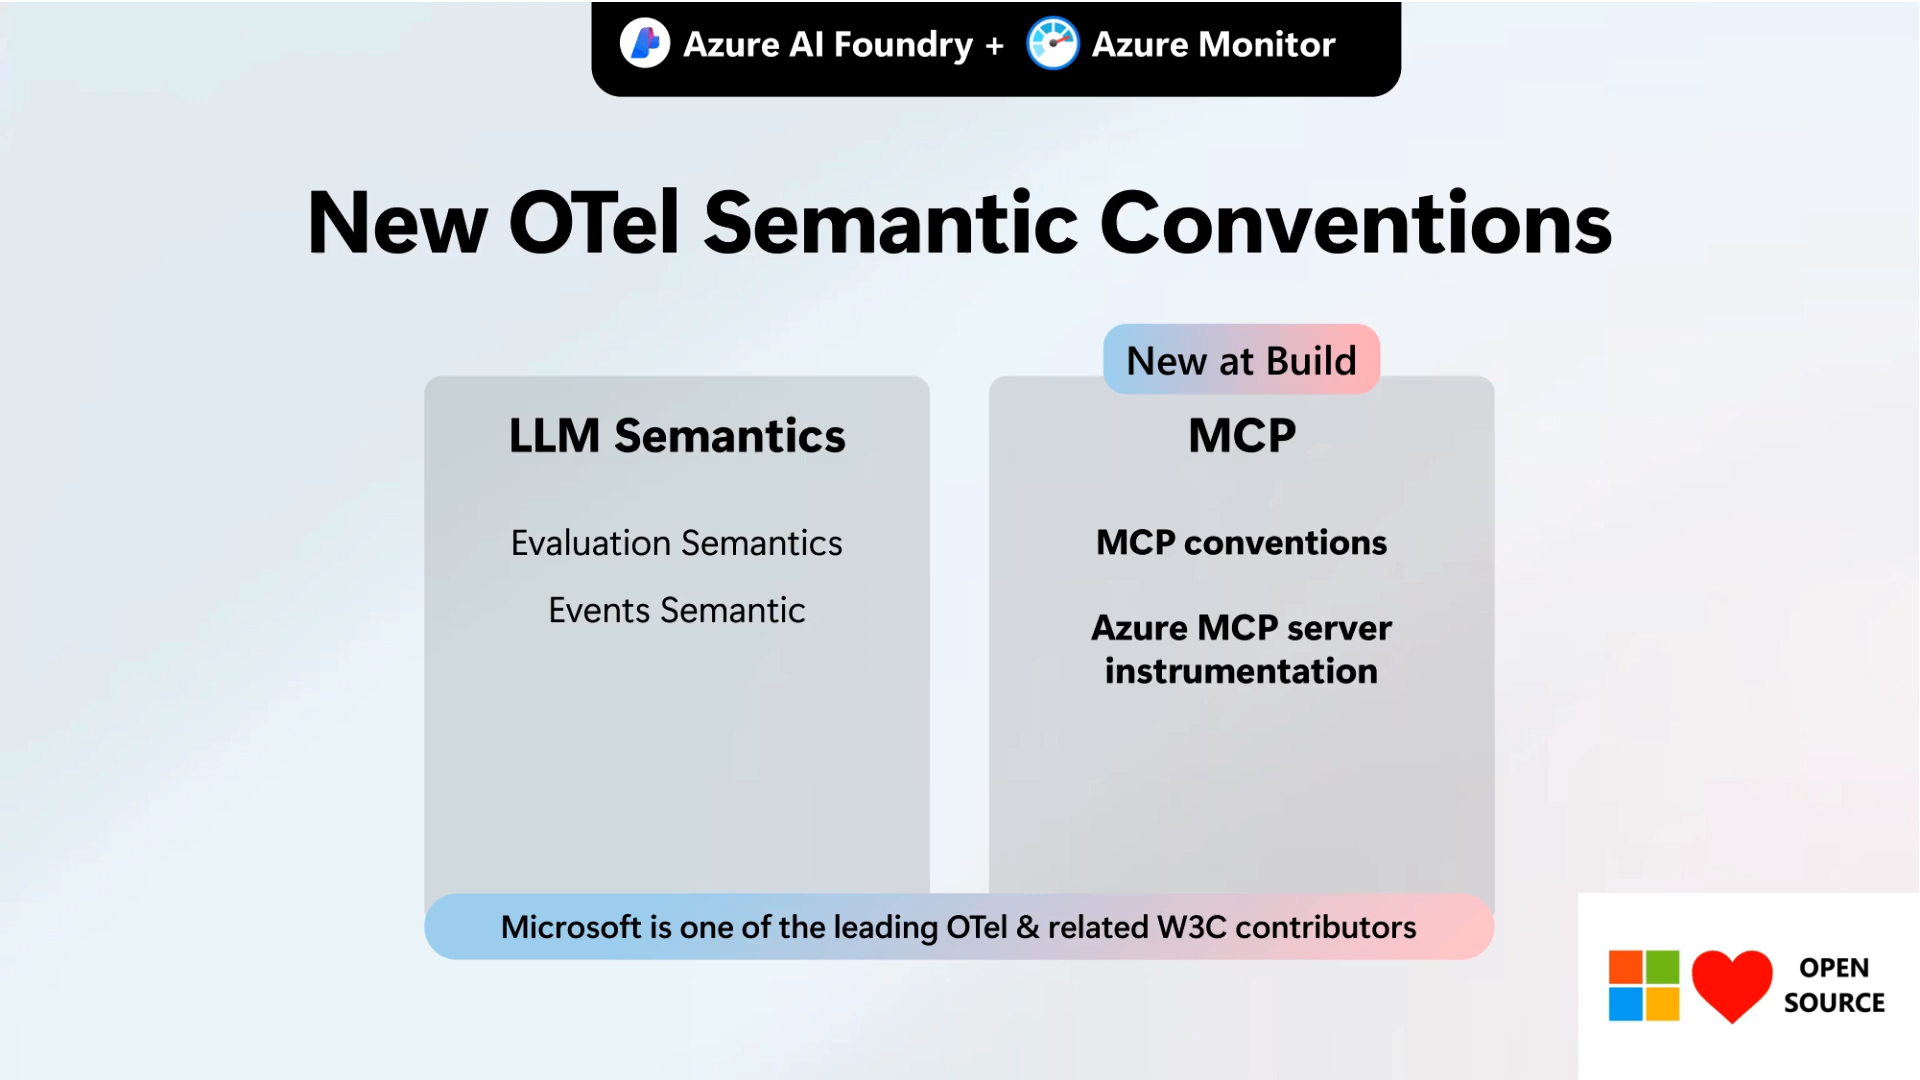 Azure AI Foundry + Azure Monitor
New OTel Semantic Conventions
LLM Semantics
Evaluation Semantics
Events Semantic
New at Build
MCP
MCP conventions
Azure MCP server
instrumentation
Microsoft is one of the leading OTel & related W3C contributors
OPEN
SOURCE